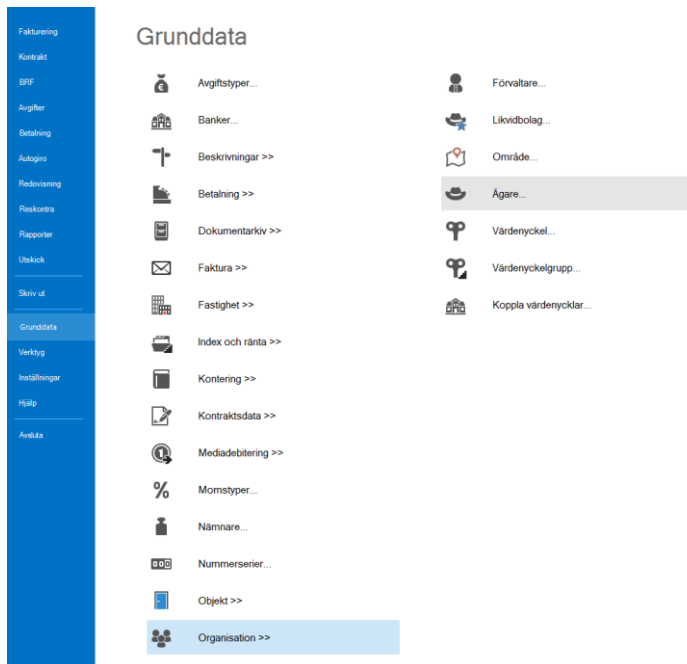 Fakturering
Kontrakt
BRF
Avgifter
Betalning
Autogiro
Redovisning
Reskontra
Rapporter
Utskick
Skriv ut
Grunddata
Verktyg
Inställningar
Hjälp
Avsluta
Grunddata
Avgiftstyper...
Banker...
Beskrivningar >>
Betalning >>
Dokumentarkiv >>
Faktura >>
Fastighet >>
Index och ränta >>
Kontering >>
Kontraktsdata >>
Mediadebitering >>
Momstyper...
Nämnare...
Nummerserier...
Objekt >>
Organisation >>
Förvaltare...
Likvidbolag...
Område...
Ägare...
Värdenyckel...
Värdenyckelgrupp...
Koppla värdenycklar...